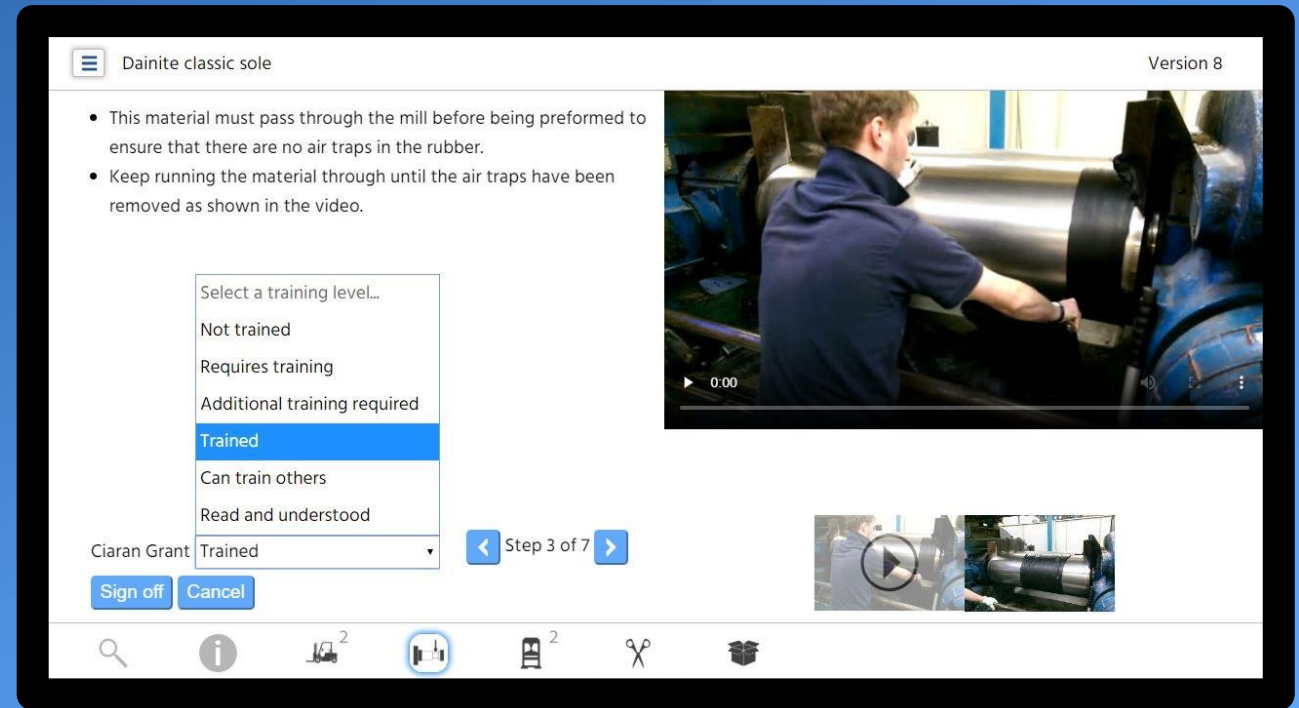 Dainite classic sole
Version 8
• This material must pass through the mill before being preformed to
ensure that there are no air traps in the rubber.
• Keep running the material through until the air traps have been
removed as shown in the video.
Select a training level...
Not trained
Requires training
Additional training required
Trained
Can train others
Read and understood
Ciaran Grant Trained
Step 3 of 7
Sign off Cancel
0:00
2
2